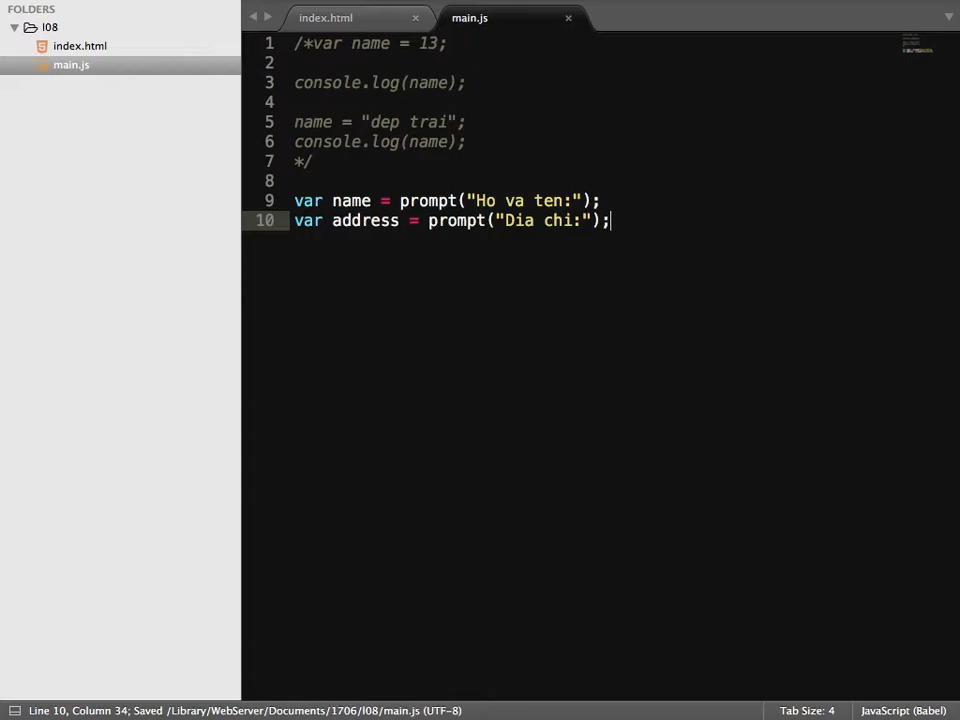 FOLDERS
l08
index.html
main.js
index.html
main.js
1 /*var name = 13;
2
3 console.log(name);
4
5 name = "dep trai";
6 console.log(name);
7 */
8
9 var name = prompt("Ho va ten:");
10 var address = prompt("Dia chi:");
Line 10, Column 34; Saved /Library/WebServer/Documents/1706/l08/main.js (UTF-8)
Tab Size: 4
JavaScript (Babel)